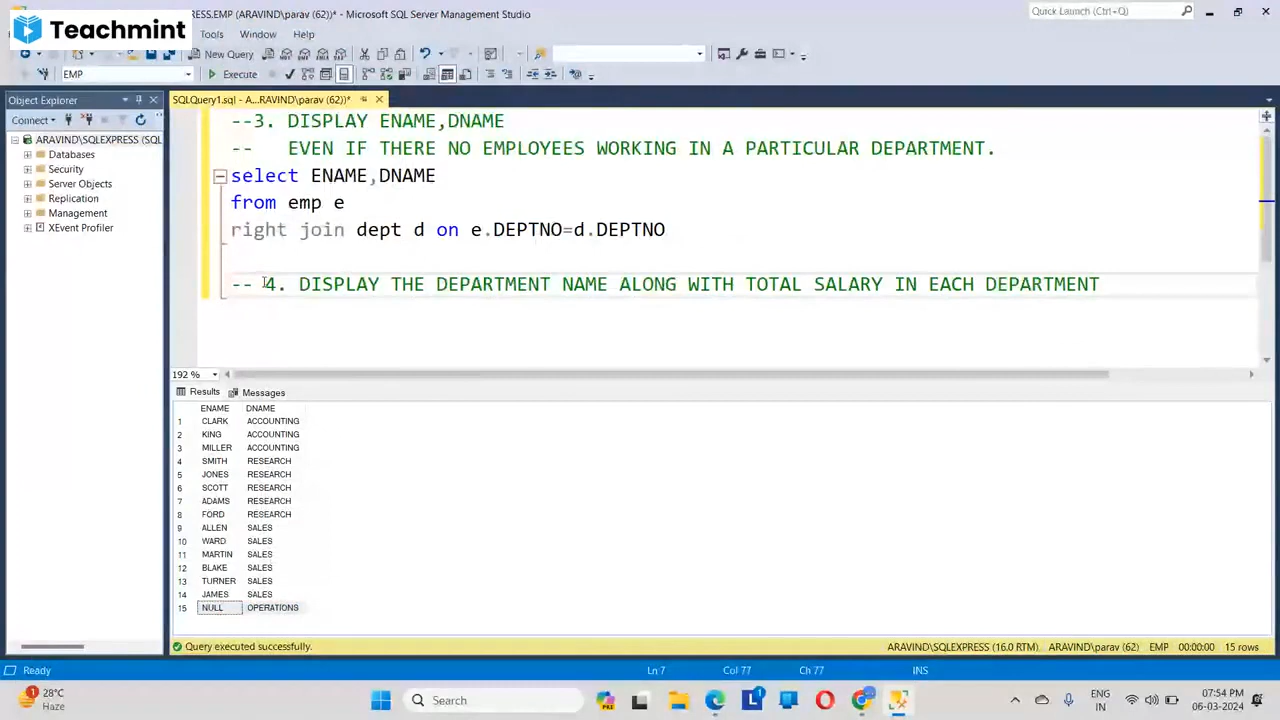 Teachmint
RESS.EMP (ARAVIND\parav (62))* - Microsoft SQL Server Management Studio
Quick Launch (Ctrl+Q)
Tools Window Help
New Query
EMP
Execute
Object Explorer
SQLQuery1.sql - A...RAVIND\parav (62))*
Connect
ARAVIND\SQLEXPRESS (SQL
Databases
Security
Server Objects
Replication
Management
XEvent Profiler
--3. DISPLAY ENAME,DNAME
-- EVEN IF THERE NO EMPLOYEES WORKING IN A PARTICULAR DEPARTMENT.
select ENAME,DNAME
from emp e
right join dept d on e.DEPTNO=d.DEPTNO
-- 4. DISPLAY THE DEPARTMENT NAME ALONG WITH TOTAL SALARY IN EACH DEPARTMENT
192 %
Results Messages
ENAME DNAME
1 CLARK ACCOUNTING
2 KING ACCOUNTING
3 MILLER ACCOUNTING
4 SMITH RESEARCH
5 JONES RESEARCH
6 SCOTT RESEARCH
7 ADAMS RESEARCH
8 FORD RESEARCH
9 ALLEN SALES
10 WARD SALES
11 MARTIN SALES
12 BLAKE SALES
13 TURNER SALES
14 JAMES SALES
15 NULL OPERATIONS
Query executed successfully.
ARAVIND\SQLEXPRESS (16.0 RTM) ARAVIND\parav (62) EMP 00:00:00 15 rows
Ready
Ln 7 Col 77 Ch 77 INS
28°C
Haze
Search
ENG
IN
07:54 PM
06-03-2024